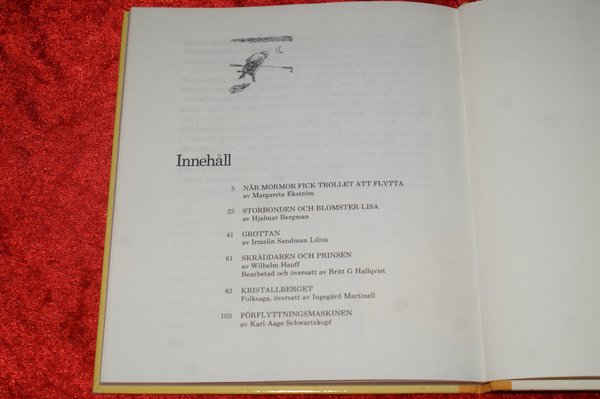 Innehåll
5 NÄR MORMOR FICK TROLLET ATT FLYTTA
av Margareta Ekström
23 STORBONDEN OCH BLOMSTER-LISA
av Hjalmar Bergman
41 GROTTAN
av Irmelin Sandman Lilius
61 SKRÄDDAREN OCH PRINSEN
av Wilhelm Hauff
Bearbetad och översatt av Britt G Hallqvist
83 KRISTALLBERGET
Folksaga, översatt av Ingegärd Martinell
103 FÖRFLYTTNINGSMASKINEN
av Karl-Aage Schwartzkopf